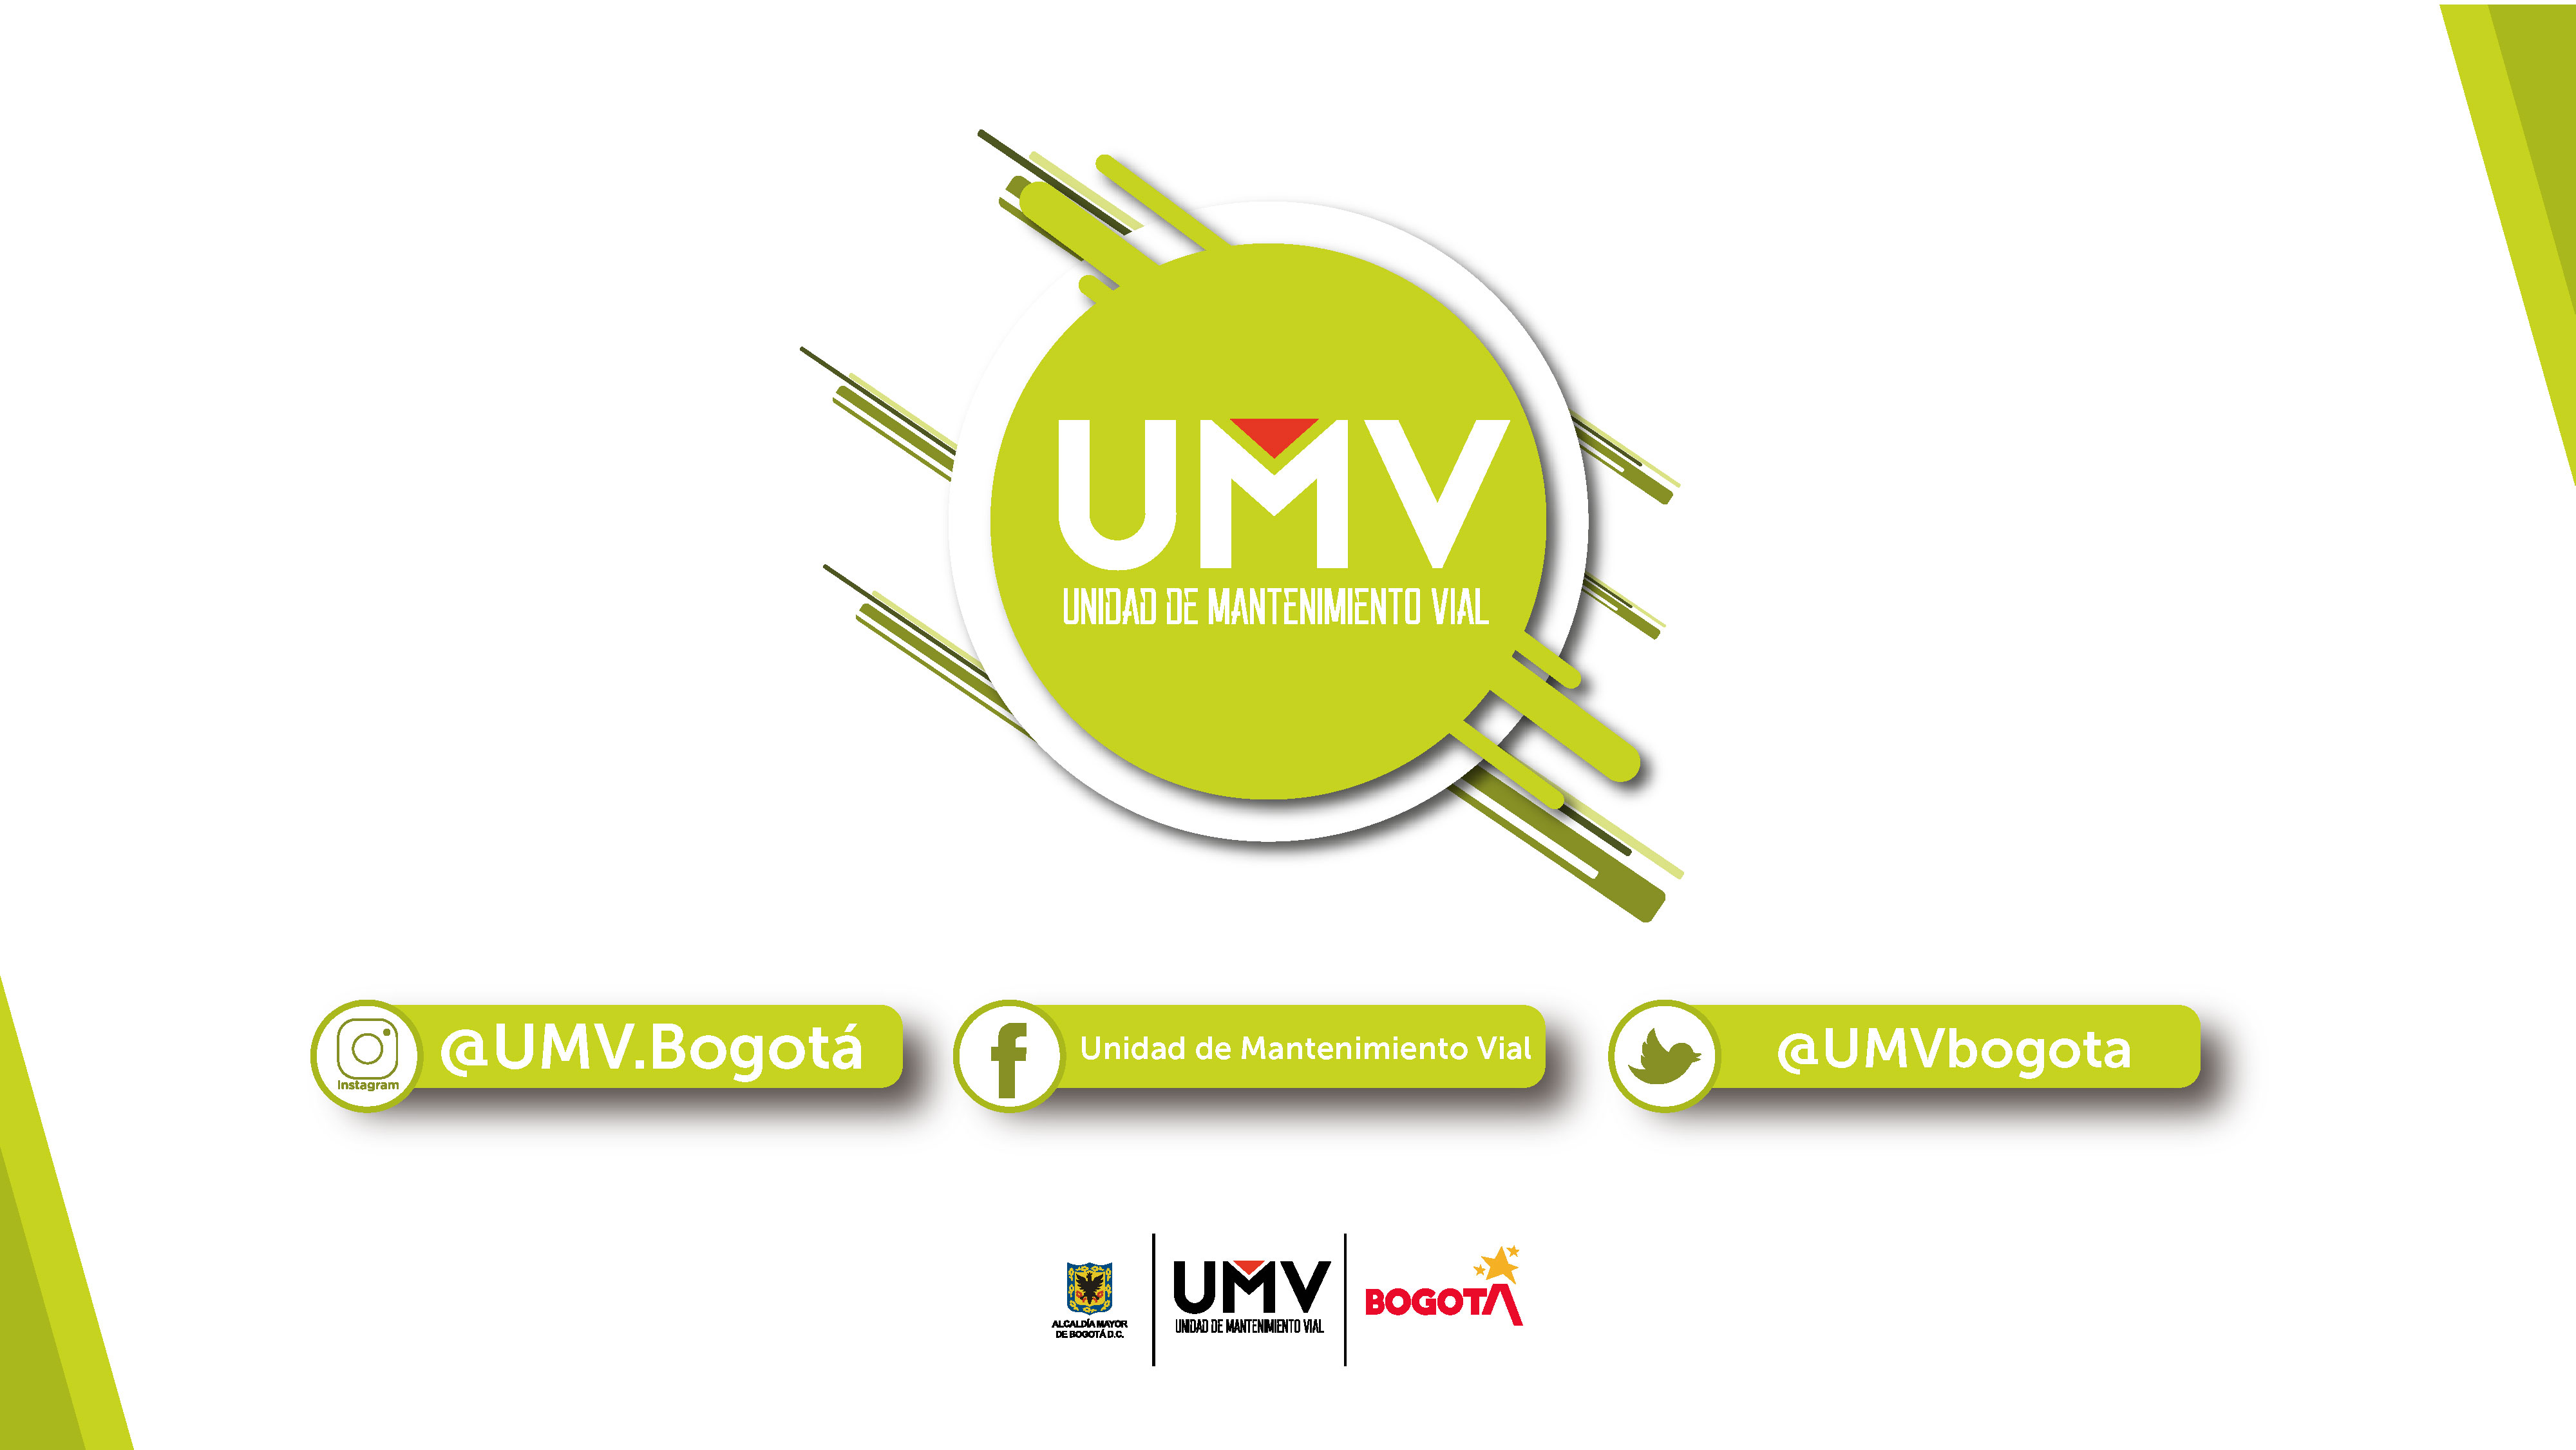 UMV
UNIDAD DE MANTENIMIENTO VIAL
Instagram
@UMV.Bogotá
Unidad de Mantenimiento Vial
@UMVbogota
ALCALDÍA MAYOR
DE BOGOTÁ D.C.
UMV
UNIDAD DE MANTENIMIENTO VIAL
BOGOTA